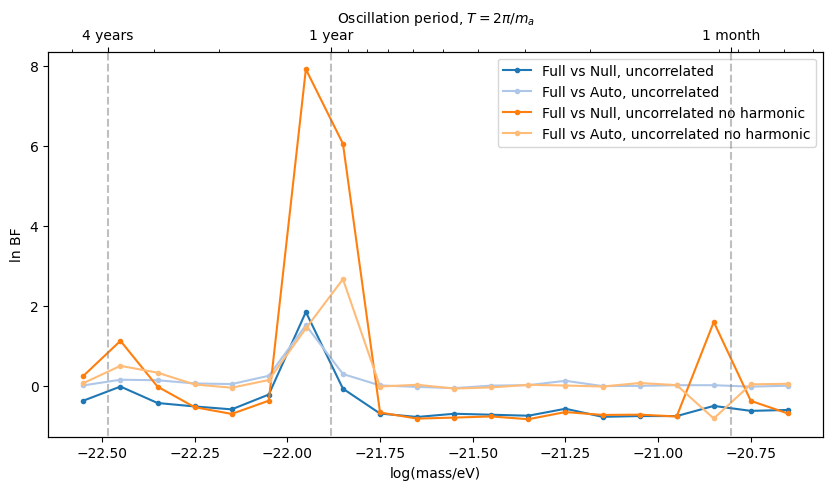 Oscillation period, T = 2π/mₐ
4 years 1 year 1 month
Full vs Null, uncorrelated
Full vs Auto, uncorrelated
Full vs Null, uncorrelated no harmonic
Full vs Auto, uncorrelated no harmonic
8
6
4
2
0
ln BF
−22.50 −22.25 −22.00 −21.75 −21.50 −21.25 −21.00 −20.75
log(mass/eV)